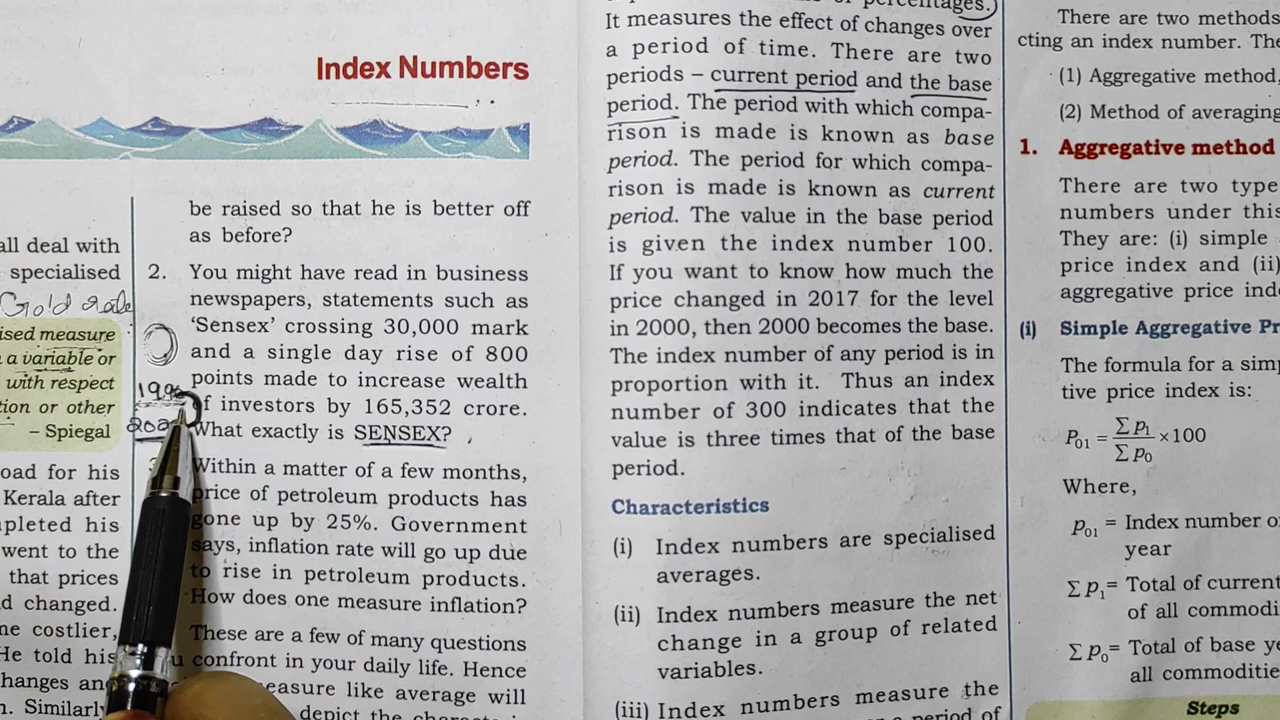 Index Numbers
all deal with
specialised
Gold rate
ised measure
a variable or
with respect
tion or other
– Spiegal
oad for his
Kerala after
pleted his
went to the
that prices
d changed.
ne costlier,
He told his
hanges an
n. Similarly
be raised so that he is better off
as before?
2. You might have read in business
newspapers, statements such as
‘Sensex’ crossing 30,000 mark
and a single day rise of 800
points made to increase wealth
of investors by 165,352 crore.
What exactly is SENSEX?
Within a matter of a few months,
price of petroleum products has
gone up by 25%. Government
says, inflation rate will go up due
to rise in petroleum products.
How does one measure inflation?
These are a few of many questions
u confront in your daily life. Hence
easure like average will
depict the
percentages.)
It measures the effect of changes over
a period of time. There are two
periods – current period and the base
period. The period with which compa-
rison is made is known as base
period. The period for which compa-
rison is made is known as current
period. The value in the base period
is given the index number 100.
If you want to know how much the
price changed in 2017 for the level
in 2000, then 2000 becomes the base.
The index number of any period is in
proportion with it. Thus an index
number of 300 indicates that the
value is three times that of the base
period.
Characteristics
(i) Index numbers are specialised
averages.
(ii) Index numbers measure the net
change in a group of related
variables.
(iii) Index numbers measure the
period of
There are two methods
cting an index number. The
(1) Aggregative method,
(2) Method of averaging
1. Aggregative method
There are two type
numbers under this
They are: (i) simple
price index and (ii)
aggregative price ind
(i) Simple Aggregative Pr
The formula for a simp
tive price index is:
P01 = Σ p1 / Σ p0 ×100
Where,
p01 = Index number o
year
Σ p1= Total of current
of all commodi
Σ p0= Total of base ye
all commoditie
Steps